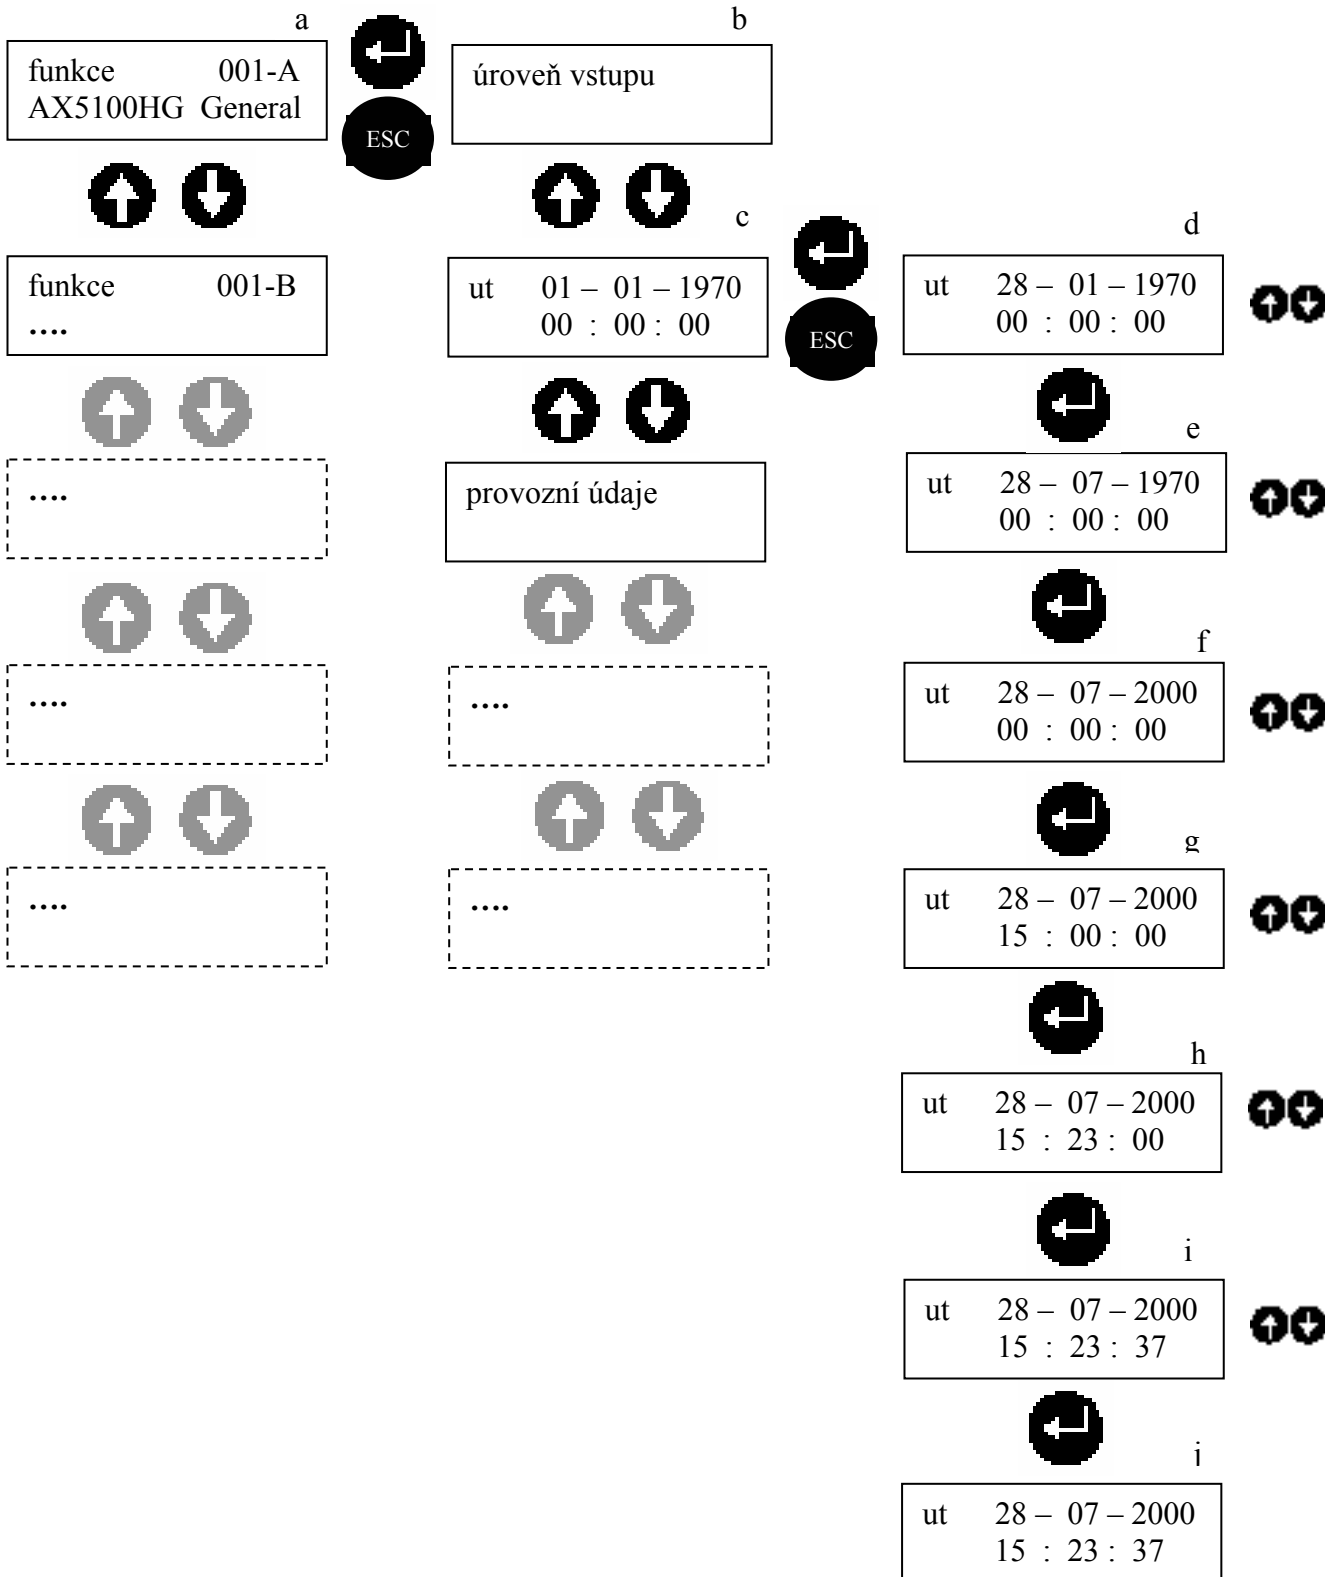 a
funkce 001-A
AX5100HG General
ESC
b
úroveň vstupu
funkce 001-B
....
....
....
....
c
ut 01 – 01 – 1970
00 : 00 : 00
ESC
provozní údaje
....
....
d
ut 28 – 01 – 1970
00 : 00 : 00
e
ut 28 – 07 – 1970
00 : 00 : 00
f
ut 28 – 07 – 2000
00 : 00 : 00
g
ut 28 – 07 – 2000
15 : 00 : 00
h
ut 28 – 07 – 2000
15 : 23 : 00
i
ut 28 – 07 – 2000
15 : 23 : 37
j
ut 28 – 07 – 2000
15 : 23 : 37